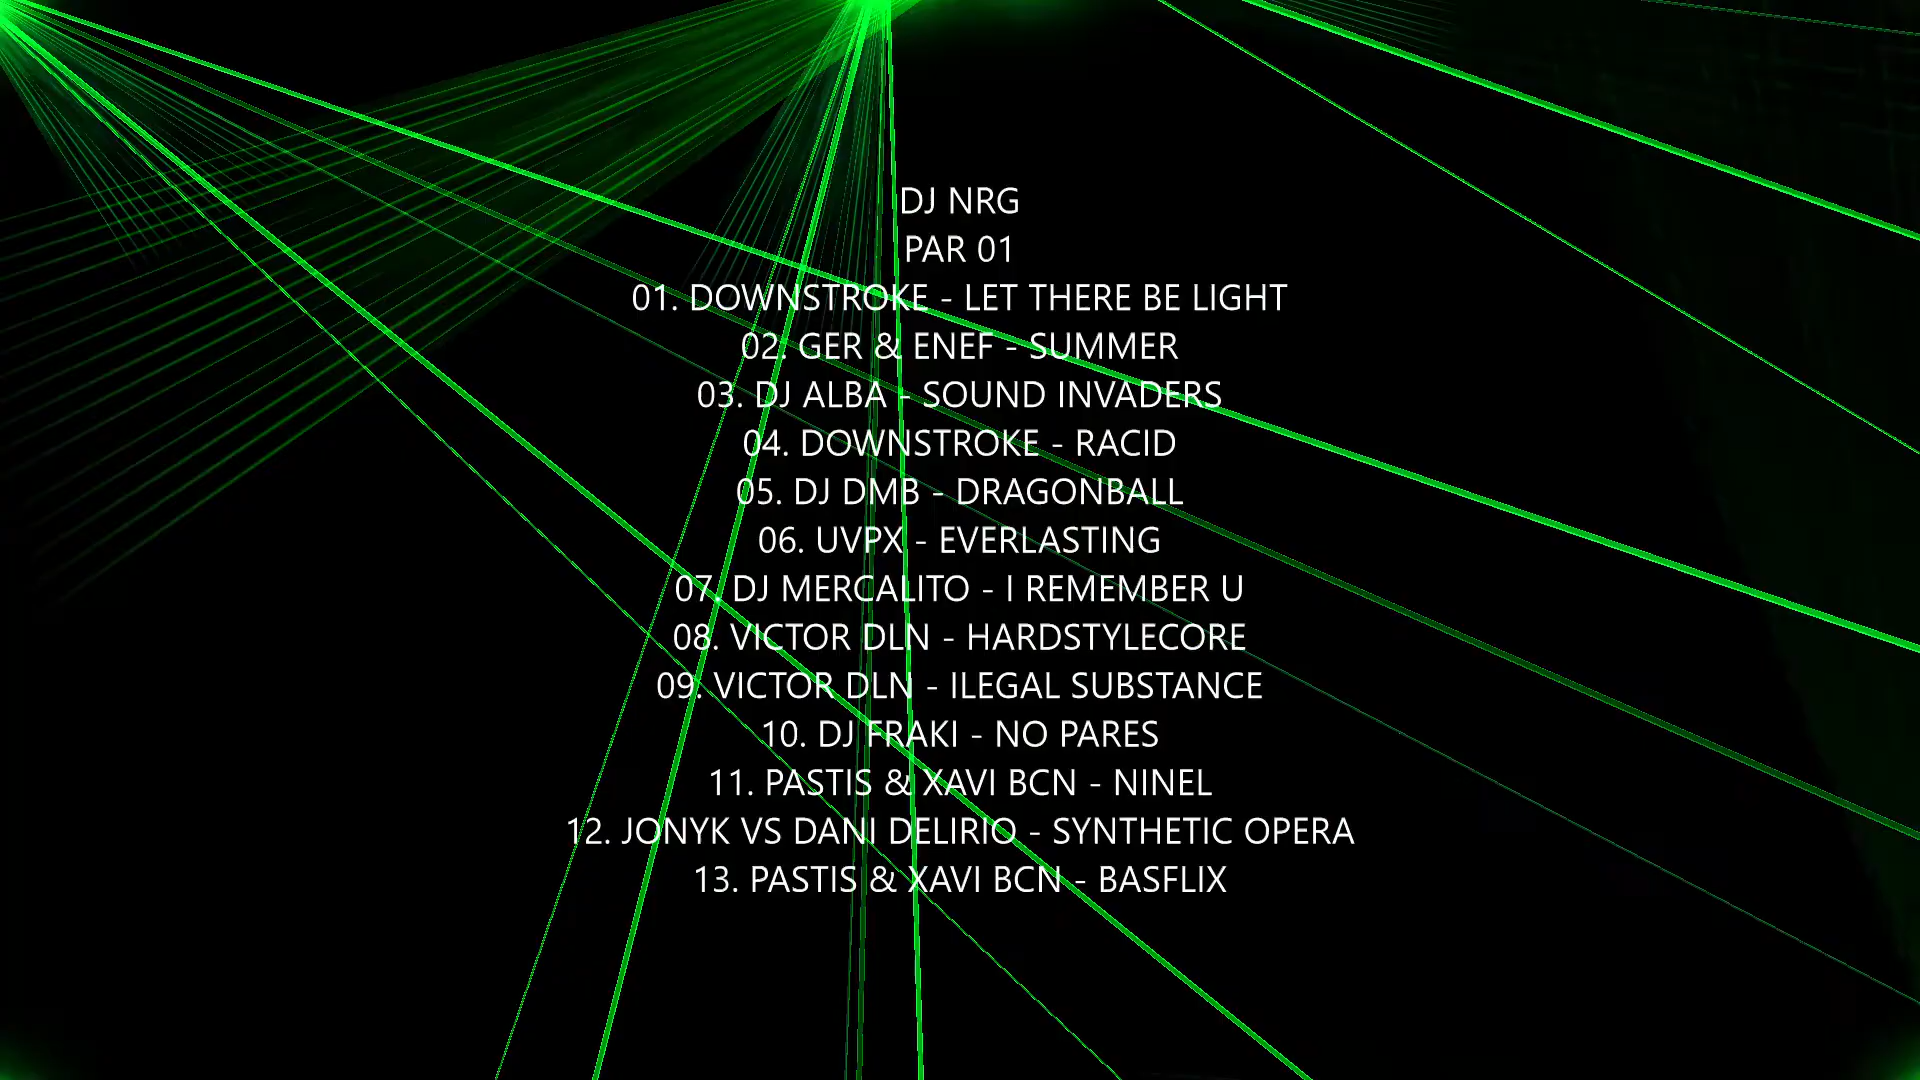 DJ NRG
PAR 01
01. DOWNSTROKE - LET THERE BE LIGHT
02. GER & ENEF - SUMMER
03. DJ ALBA - SOUND INVADERS
04. DOWNSTROKE - RACID
05. DJ DMB - DRAGONBALL
06. UVPX - EVERLASTING
07. DJ MERCALITO - I REMEMBER U
08. VICTOR DLN - HARDSTYLECORE
09. VICTOR DLN - ILEGAL SUBSTANCE
10. DJ FRAKI - NO PARES
11. PASTIS & XAVI BCN - NINEL
12. JONYK VS DANI DELIRIO - SYNTHETIC OPERA
13. PASTIS & XAVI BCN - BASFLIX